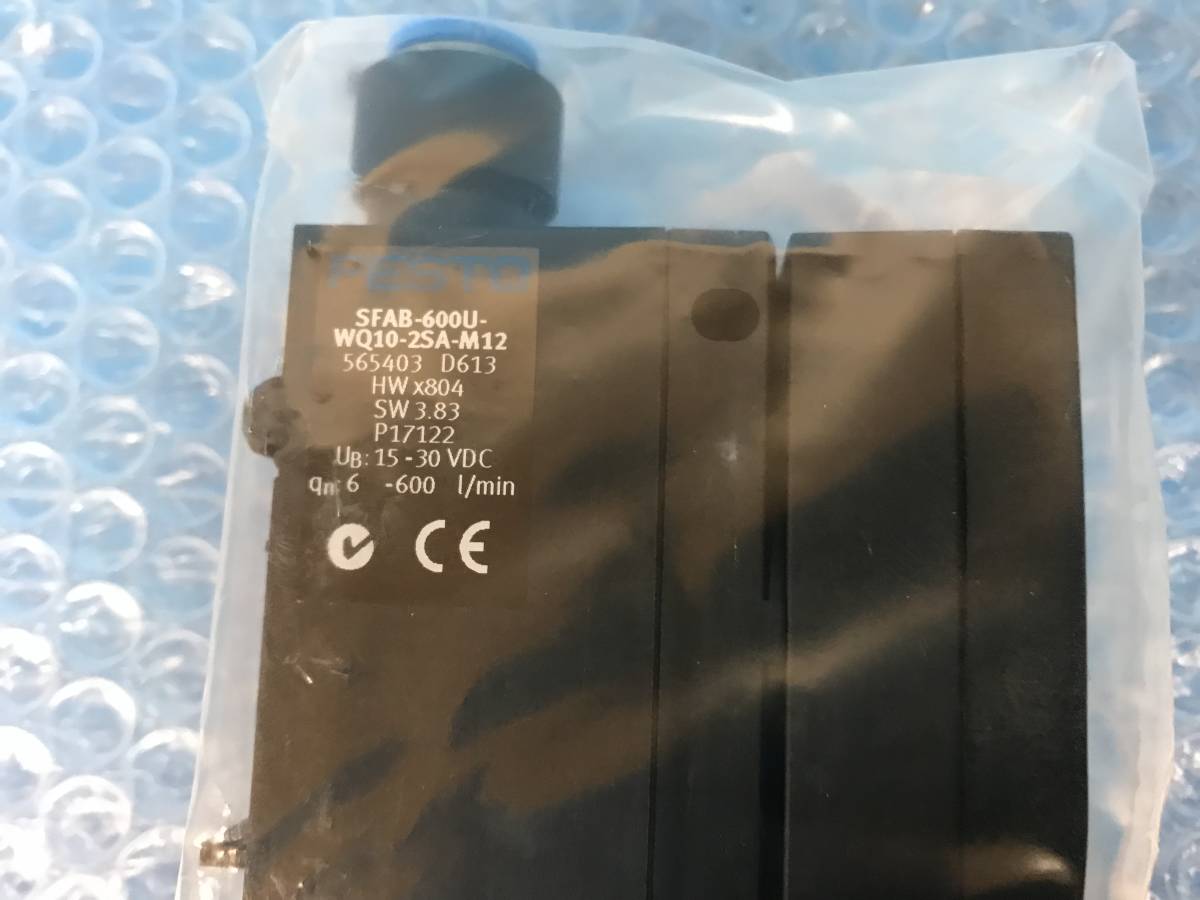 FESTO
SFAB-600U-
WQ10-2SA-M12
565403 D613
HW x804
SW 3.83
P17122
UB: 15 -30 VDC
qn: 6 -600 l/min
CE